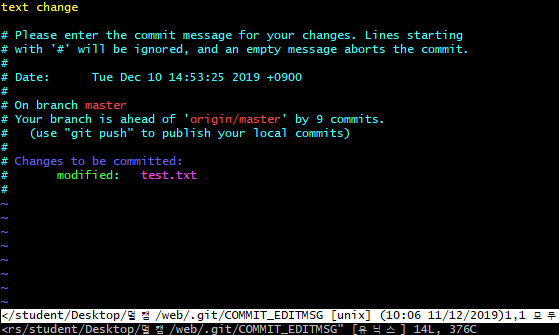 text change

# Please enter the commit message for your changes. Lines starting
# with '#' will be ignored, and an empty message aborts the commit.
#
# Date:      Tue Dec 10 14:53:25 2019 +0900
#
# On branch master
# Your branch is ahead of 'origin/master' by 9 commits.
#   (use "git push" to publish your local commits)
#
# Changes to be committed:
#       modified:   test.txt
#
~
~
~
~
~
~
~
~
</student/Desktop/멀캠/web/.git/COMMIT_EDITMSG [unix] (10:06 11/12/2019)1,1 모두
<rs/student/Desktop/멀캠/web/.git/COMMIT_EDITMSG" [유닉스] 14L, 376C